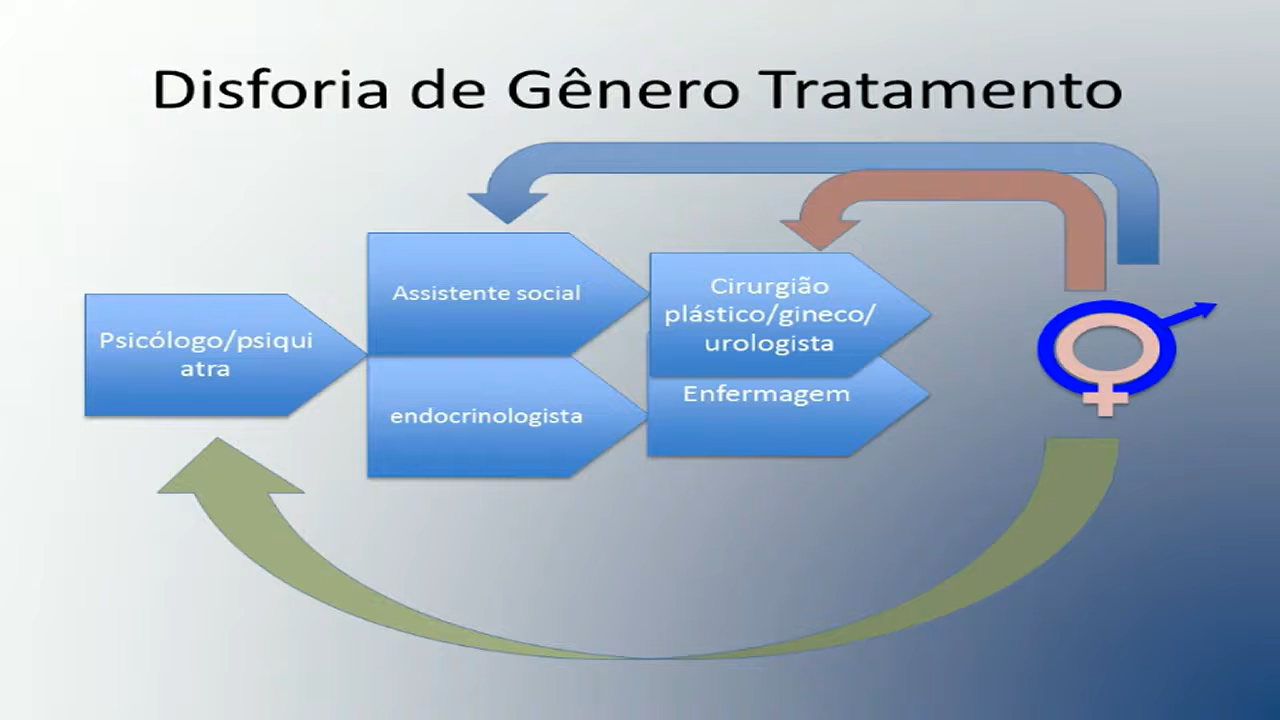 Disforia de Gênero Tratamento
Psicólogo/psiqui
atra
Assistente social
endocrinologista
Cirurgião
plástico/gineco/
urologista
Enfermagem